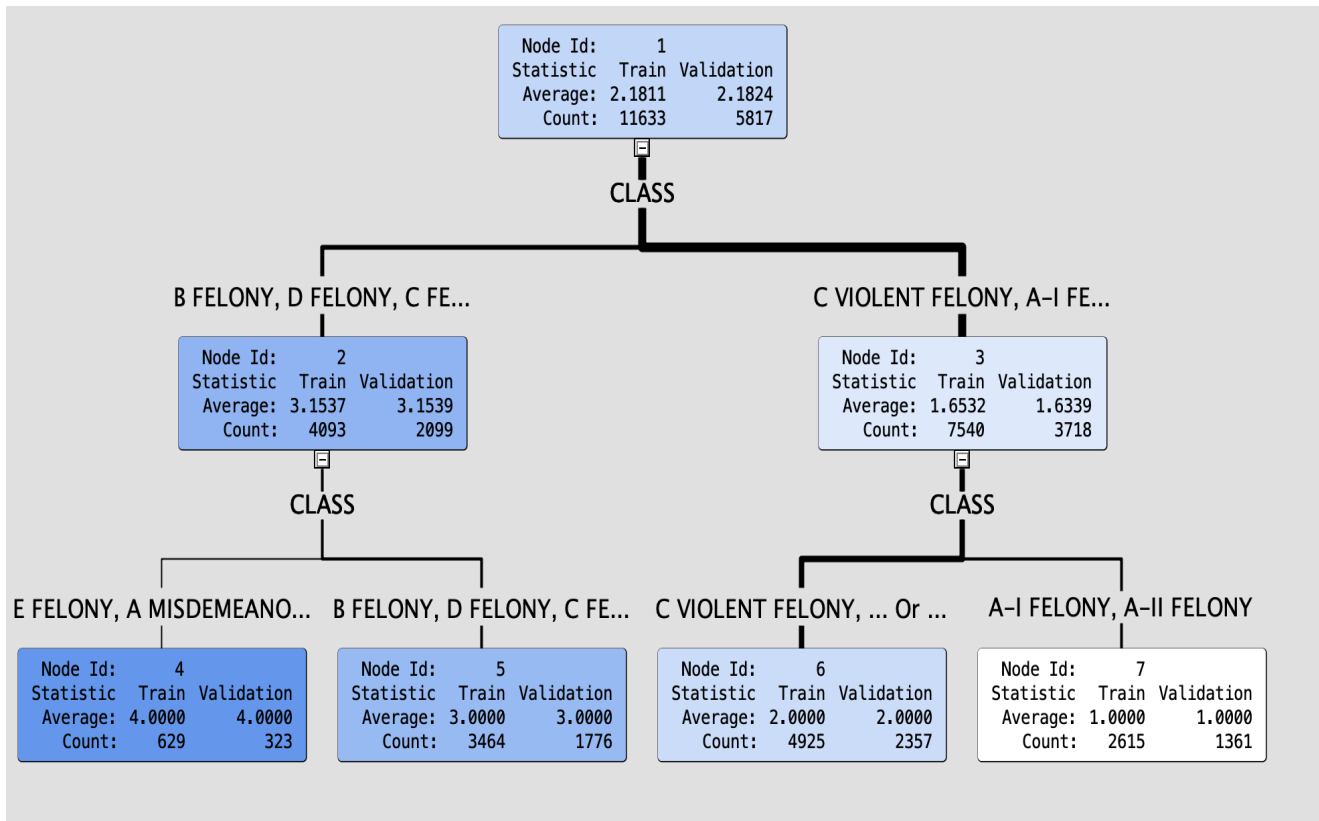 Node Id: 1
Statistic Train Validation
Average: 2.1811 2.1824
Count: 11633 5817
CLASS
B FELONY, D FELONY, C FE...
C VIOLENT FELONY, A-I FE...
Node Id: 2
Statistic Train Validation
Average: 3.1537 3.1539
Count: 4093 2099
Node Id: 3
Statistic Train Validation
Average: 1.6532 1.6339
Count: 7540 3718
CLASS
CLASS
E FELONY, A MISDEMEANO...
B FELONY, D FELONY, C FE...
C VIOLENT FELONY, ... Or ...
A-I FELONY, A-II FELONY
Node Id: 4
Statistic Train Validation
Average: 4.0000 4.0000
Count: 629 323
Node Id: 5
Statistic Train Validation
Average: 3.0000 3.0000
Count: 3464 1776
Node Id: 6
Statistic Train Validation
Average: 2.0000 2.0000
Count: 4925 2357
Node Id: 7
Statistic Train Validation
Average: 1.0000 1.0000
Count: 2615 1361